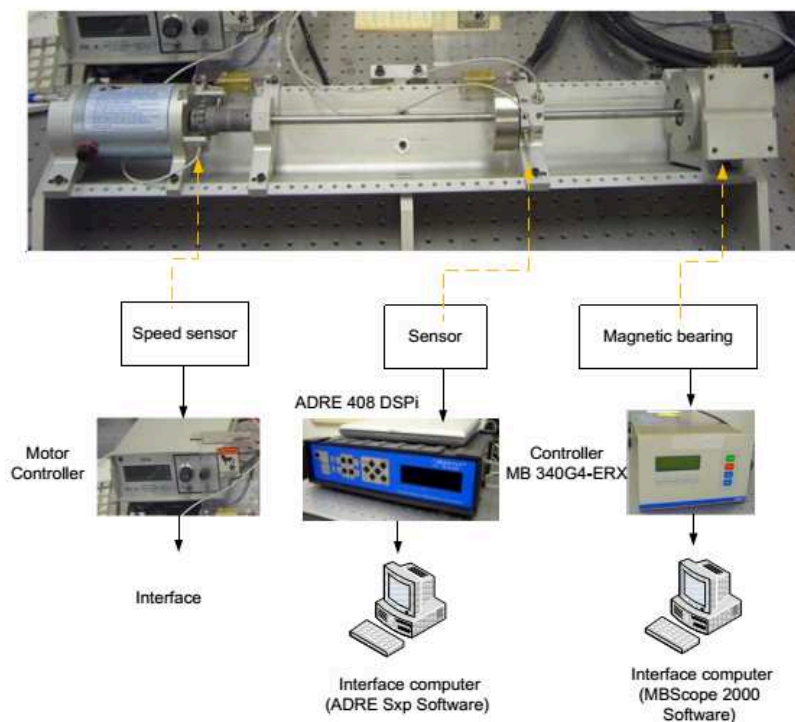 Speed sensor
Sensor
Magnetic bearing
ADRE 408 DSPi
Motor
Controller
Controller
MB 340G4-ERX
Interface
Interface computer
(ADRE Sxp Software)
Interface computer
(MBScope 2000
Software)